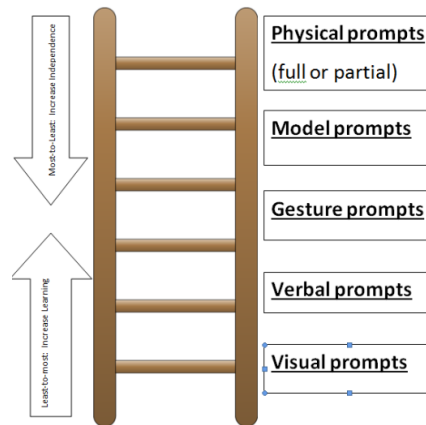 Most-to-Least: Increase Independence
Least-to-most: Increase Learning
Physical prompts
(full or partial)
Model prompts
Gesture prompts
Verbal prompts
Visual prompts